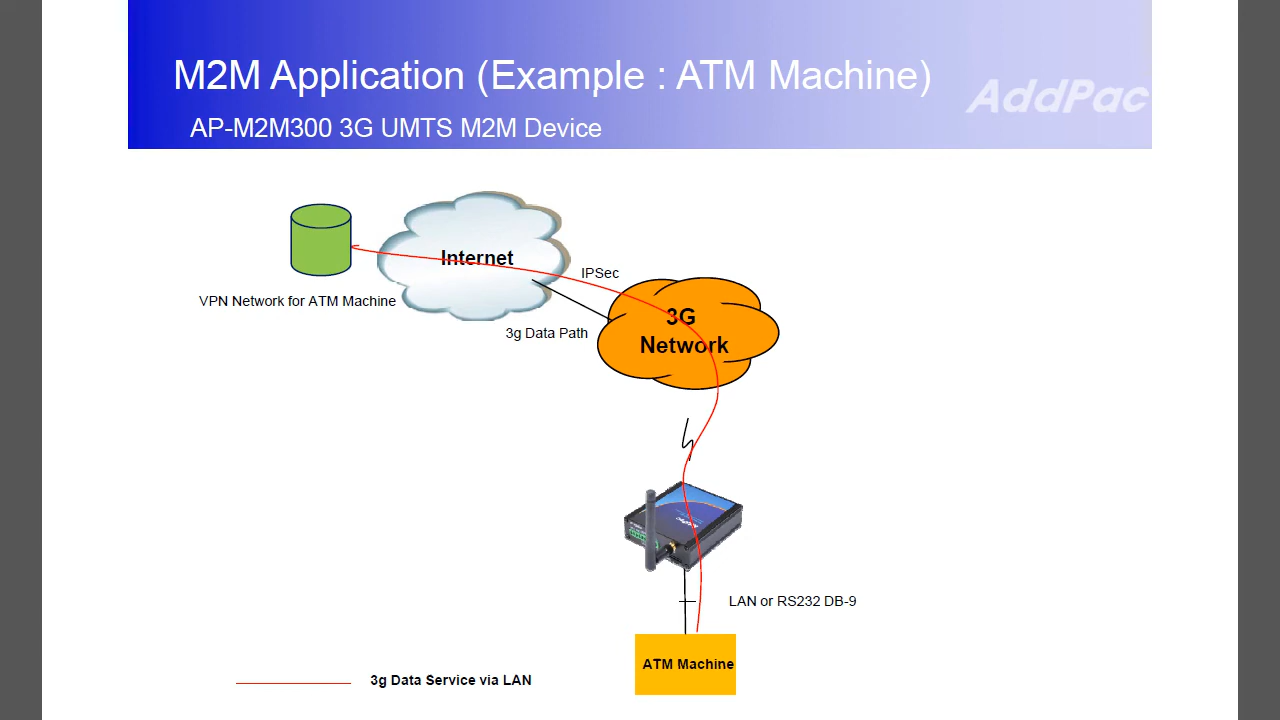 M2M Application (Example : ATM Machine)
AddPac
AP-M2M300 3G UMTS M2M Device
Internet
IPSec
VPN Network for ATM Machine
3G
Network
3g Data Path
LAN or RS232 DB-9
ATM Machine
3g Data Service via LAN